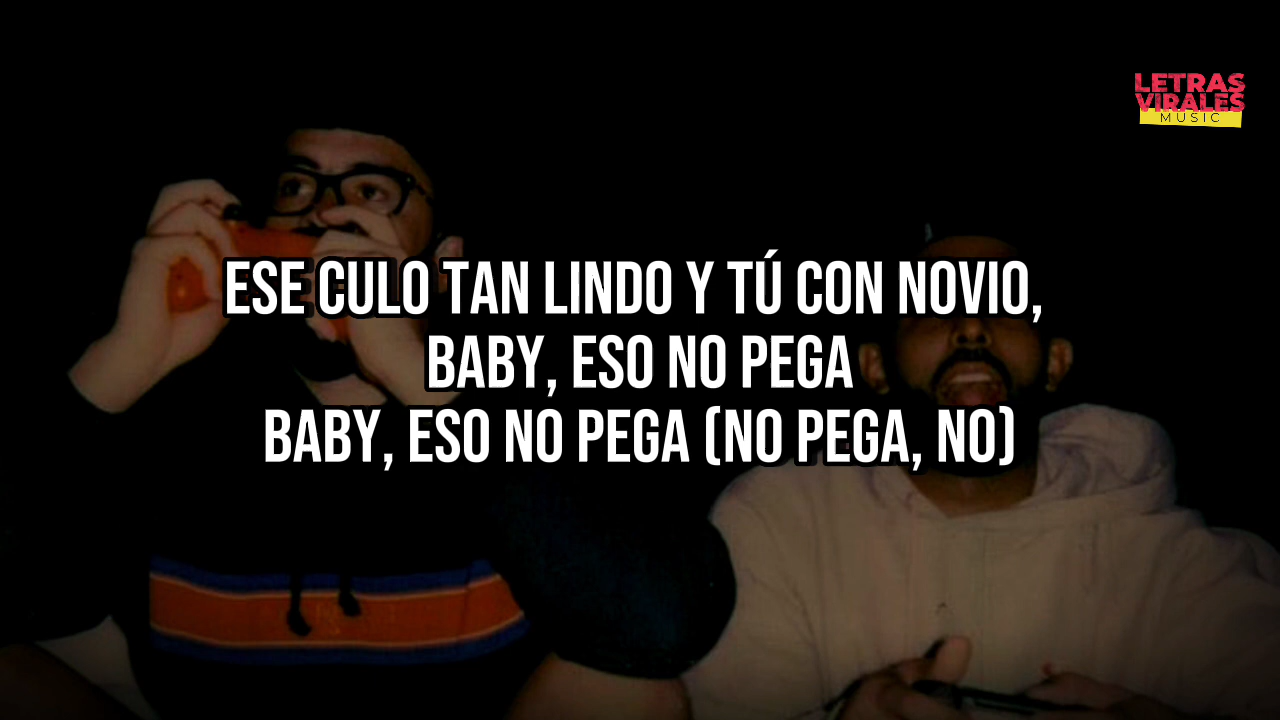 LETRAS
VIRALES
MUSIC
ESE CULO TAN LINDO Y TÚ CON NOVIO,
BABY, ESO NO PEGA
BABY, ESO NO PEGA (NO PEGA, NO)